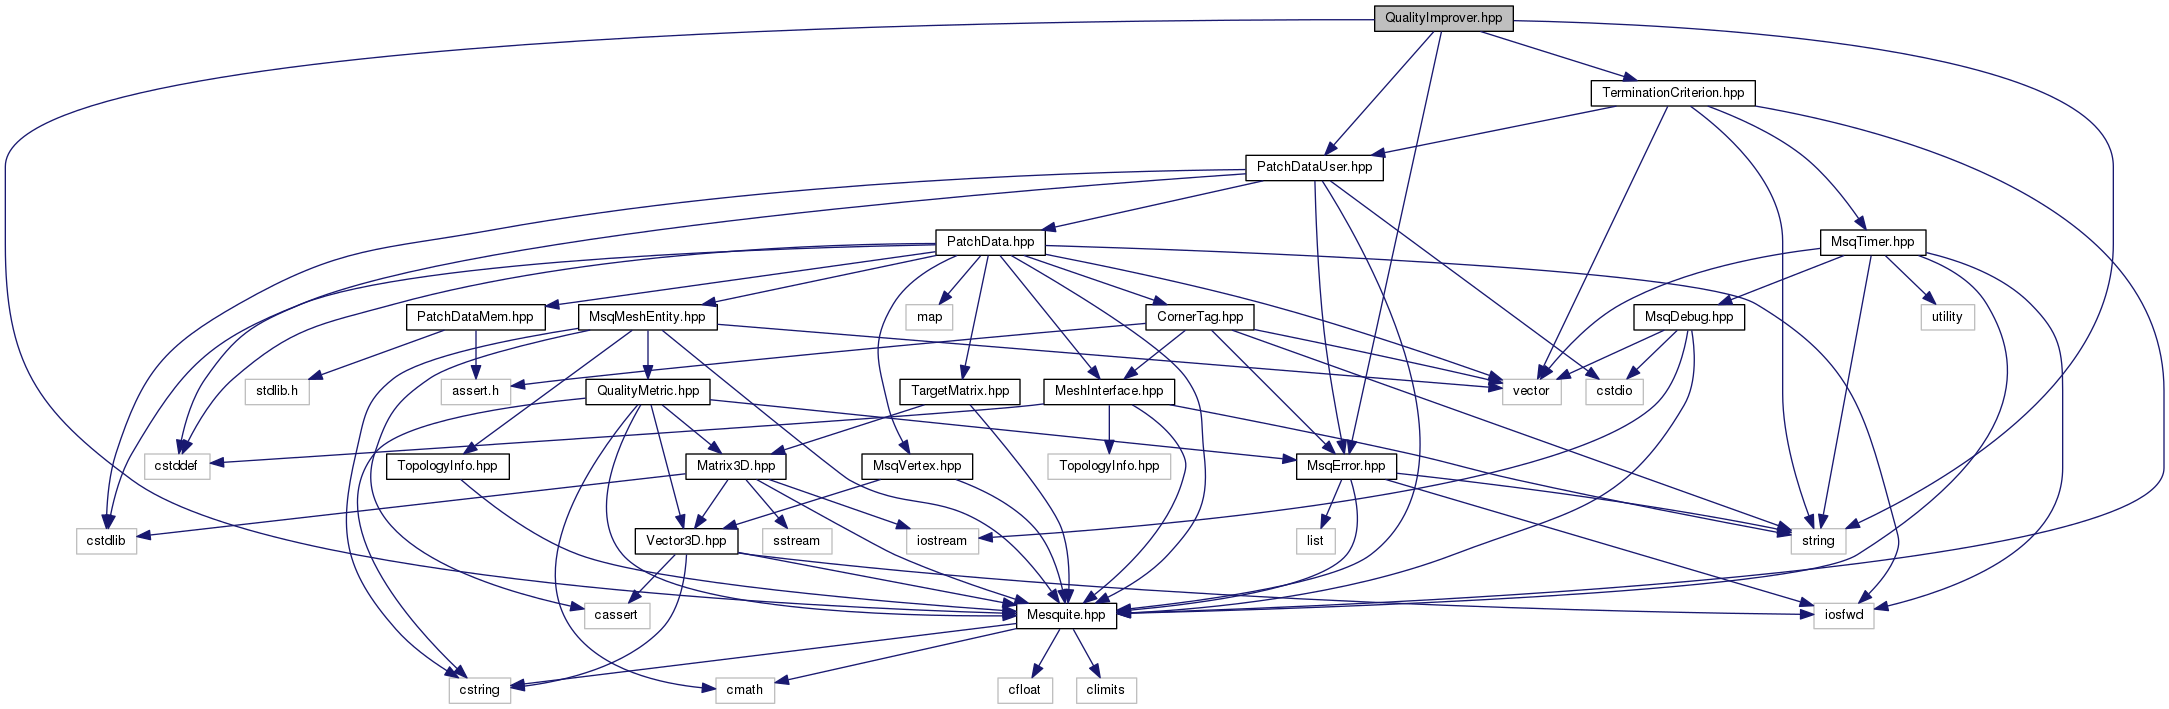 QualityImprover.hpp
TerminationCriterion.hpp
PatchDataUser.hpp
PatchData.hpp
MsqTimer.hpp
PatchDataMem.hpp
MsqMeshEntity.hpp
map
CornerTag.hpp
MsqDebug.hpp
utility
stdlib.h
assert.h
QualityMetric.hpp
TargetMatrix.hpp
MeshInterface.hpp
vector
cstdio
cstddef
TopologyInfo.hpp
Matrix3D.hpp
MsqVertex.hpp
TopologyInfo.hpp
MsqError.hpp
cstdlib
Vector3D.hpp
sstream
iostream
list
string
cassert
Mesquite.hpp
iosfwd
cstring
cmath
cfloat
climits